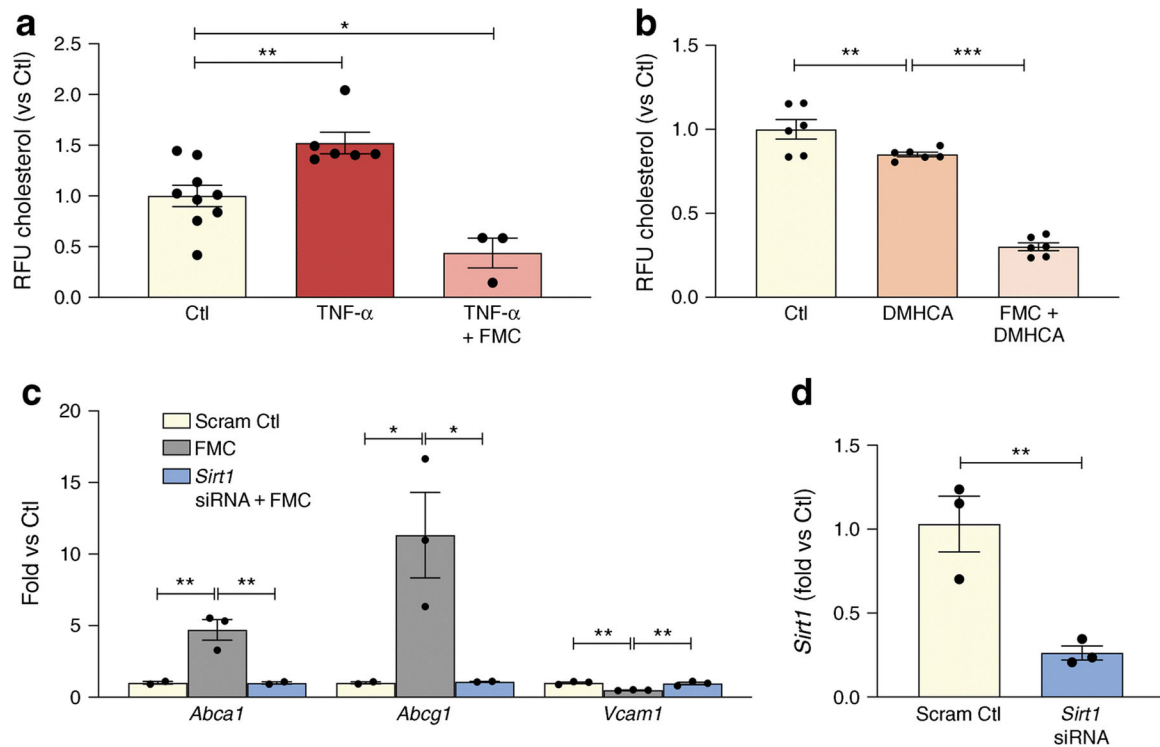 a
RFU cholesterol (vs Ctl)
2.5
2.0
1.5
1.0
0.5
0.0
*
**
Ctl
TNF-α
TNF-α
+ FMC
b
RFU cholesterol (vs Ctl)
1.5
1.0
0.5
0.0
**
***
Ctl
DMHCA
FMC +
DMHCA
c
Fold vs Ctl
20
15
10
5
0
Scram Ctl
FMC
Sirt1
siRNA + FMC
**
**
*
*
**
**
Abca1
Abcg1
Vcam1
d
Sirt1 (fold vs Ctl)
1.5
1.0
0.5
0.0
**
Scram Ctl
Sirt1
siRNA